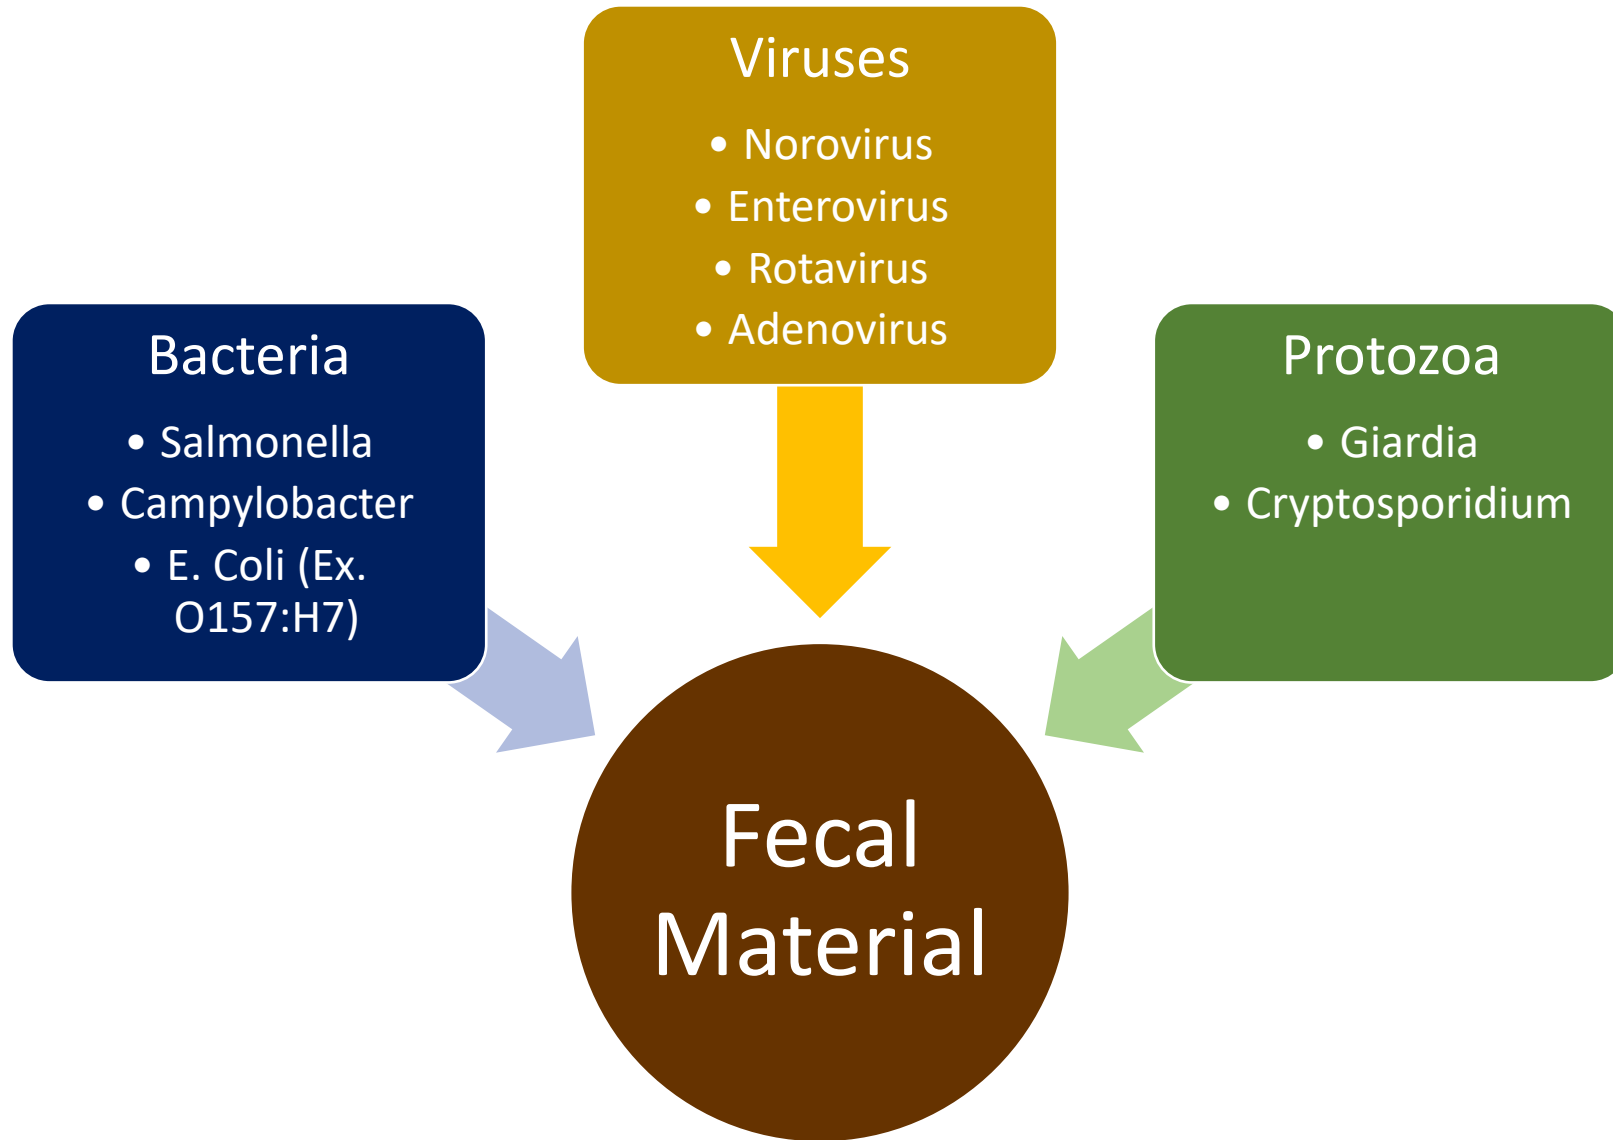 Viruses
• Norovirus
• Enterovirus
• Rotavirus
• Adenovirus
Bacteria
• Salmonella
• Campylobacter
• E. Coli (Ex.
O157:H7)
Protozoa
• Giardia
• Cryptosporidium
Fecal
Material